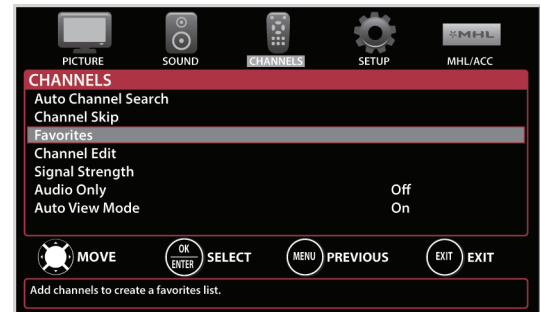 MHL
PICTURE SOUND CHANNELS SETUP MHL/ACC
CHANNELS
Auto Channel Search
Channel Skip
Favorites
Channel Edit
Signal Strength
Audio Only Off
Auto View Mode On
MOVE OK ENTER SELECT MENU PREVIOUS EXIT EXIT
Add channels to create a favorites list.